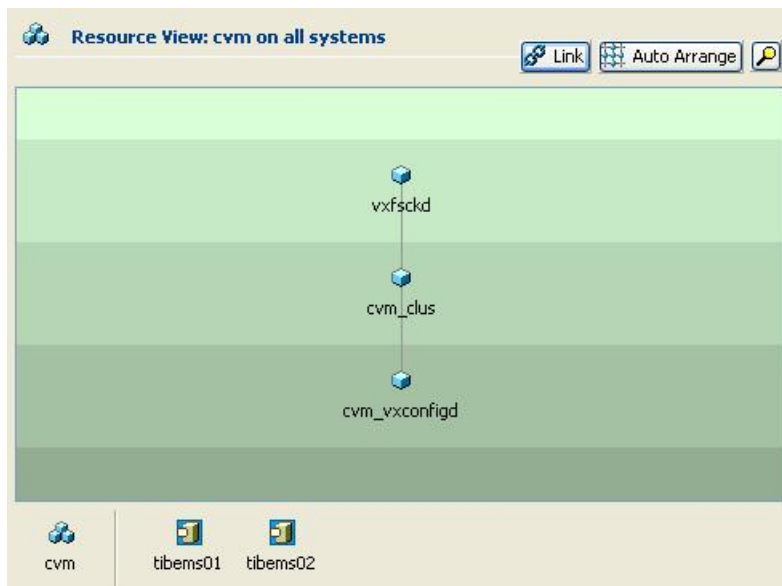 Resource View: cvm on all systems
Link
Auto Arrange
vxfsckd
cvm_clus
cvm_vxconfigd
cvm
tibems01
tibems02